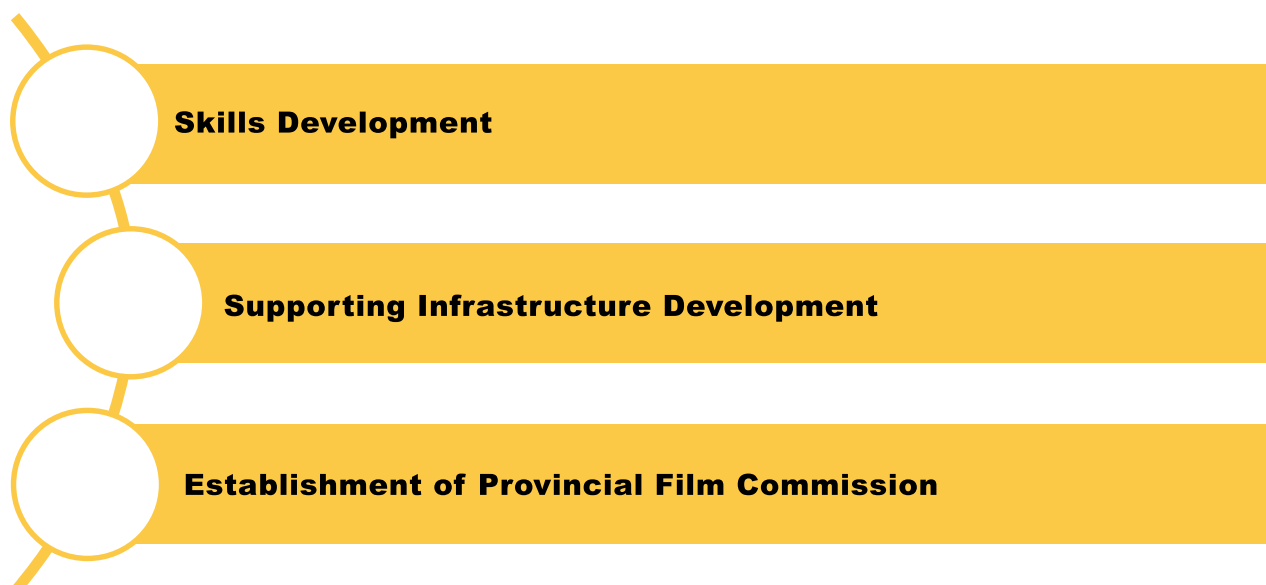 Skills Development
Supporting Infrastructure Development
Establishment of Provincial Film Commission